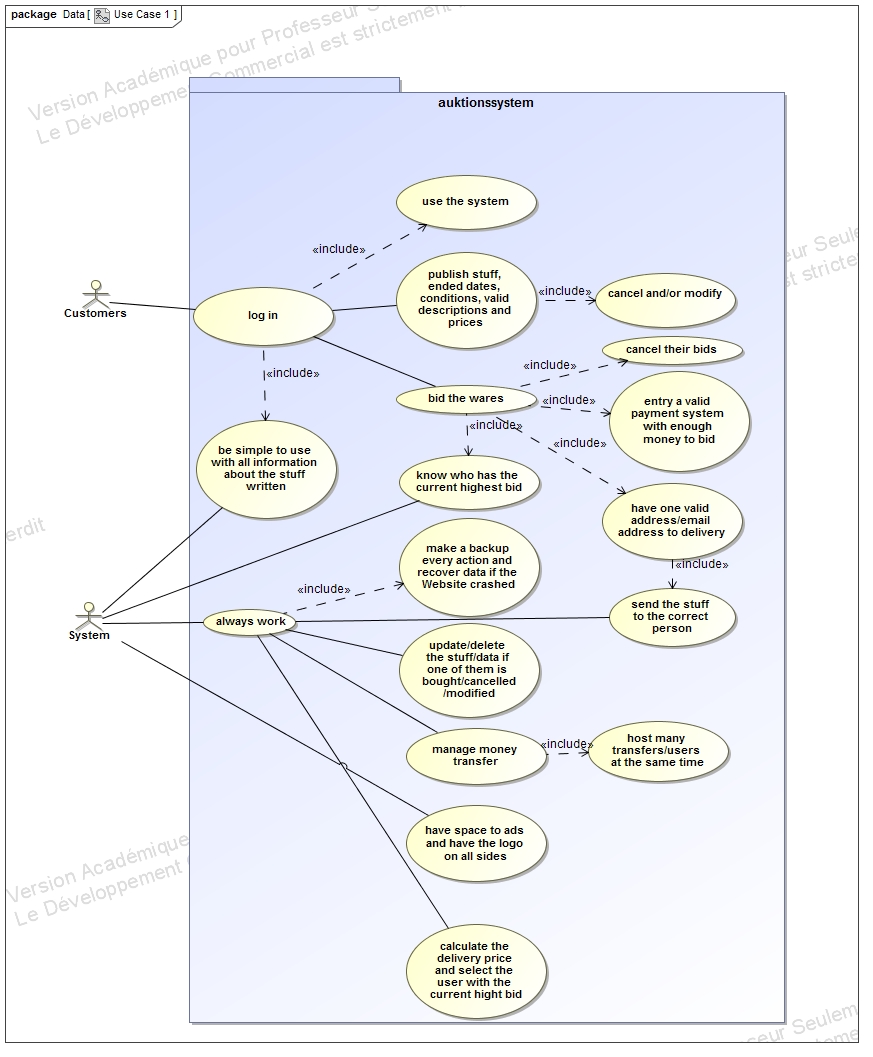 package Data [ Use Case 1 ]
Version Académique pour Professeur S
Le Développeme Commercial est strictement
auktionssystem
use the system
«include»
eur Seule
st stricte
publish stuff,
ended dates,
conditions, valid
descriptions and
prices
«include»
cancel and/or modify
Customers
log in
cancel their bids
«include»
«include»
bid the wares
«include»
entry a valid
payment system
with enough
money to bid
«include»
«include»
be simple to use
with all information
about the stuff
written
know who has the
current highest bid
have one valid
address/email
address to delivery
erdit
make a backup
every action and
recover data if the
Website crashed
«include»
«include»
System
always work
send the stuff
to the correct
person
update/delete
the stuff/data if
one of them is
bought/cancelled
/modified
manage money
transfer
«include»
host many
transfers/users
at the same time
have space to ads
and have the logo
on all sides
Version Académique
Le Développement
calculate the
delivery price
and select the
user with the
current hight bid
seur Seulem